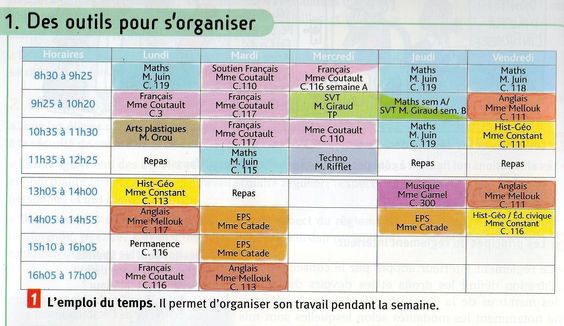 1. Des outils pour s'organiser
Horaires
Lundi
Mardi
Mercredi
Jeudi
Vendredi
8h30 à 9h25
Maths
M. Juin
C. 119
Soutien Français
Mme Coutault
C.110
Français
Mme Coutault
C.116 semaine A
Maths
M. Juin
C. 119
Maths
M. Juin
C. 118
9h25 à 10h20
Français
Mme Coutault
C.3
Français
Mme Coutault
C.117
SVT
M. Giraud
TP
Maths sem A/
SVT M. Giraud sem. B
Anglais
Mme Mellouk
C. 111
10h35 à 11h30
Arts plastiques
M. Orou
Français
Mme Coutault
C.117
Français
Mme Coutault
C.110
Maths
M. Juin
C. 119
Hist-Géo
Mme Constant
C. 111
11h35 à 12h25
Repas
Maths
M. Juin
C. 115
Techno
M. Rifflet
Repas
Repas
13h05 à 14h00
Hist-Géo
Mme Constant
C. 113
Repas
Musique
Mme Gamel
C. 300
Anglais
Mme Mellouk
C. 111
14h05 à 14h55
Anglais
Mme Mellouk
C. 117
EPS
Mme Catade
EPS
Mme Catade
Hist-Géo / Éd. civique
Mme Constant
C. 116
15h10 à 16h05
Permanence
C. 116
EPS
Mme Catade
16h05 à 17h00
Français
Mme Coutault
C.116
Anglais
Mme Mellouk
C. 113
1 L'emploi du temps. Il permet d'organiser son travail pendant la semaine.